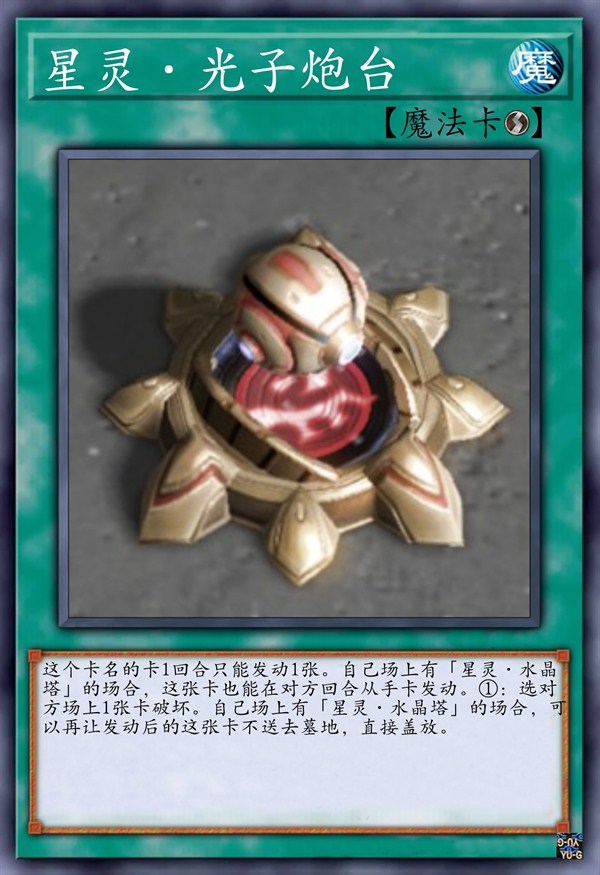 星灵·光子炮台
魔
【魔法卡】
这个卡名的卡1回合只能发动1张。自己场上有「星灵·水晶
塔」的场合，这张卡也能在对方回合从手卡发动。①：选对
方场上1张卡破坏。自己场上有「星灵·水晶塔」的场合，可
以再让发动后的这张卡不送去墓地，直接盖放。
YU-G